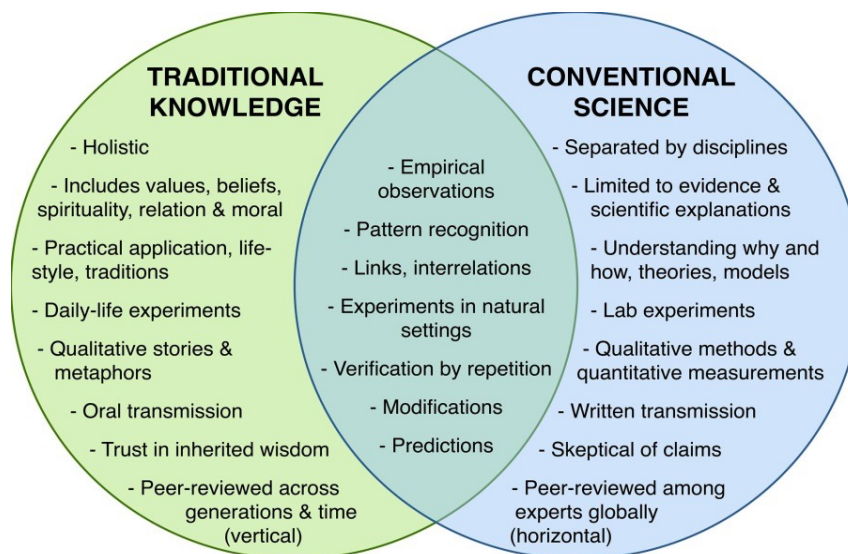 TRADITIONAL
KNOWLEDGE
- Holistic
- Includes values, beliefs,
spirituality, relation & moral
- Practical application, life-
style, traditions
- Daily-life experiments
- Qualitative stories &
metaphors
- Oral transmission
- Trust in inherited wisdom
- Peer-reviewed across
generations & time
(vertical)
- Empirical
observations
- Pattern recognition
- Links, interrelations
- Experiments in natural
settings
- Verification by repetition
- Modifications
- Predictions
CONVENTIONAL
SCIENCE
- Separated by disciplines
- Limited to evidence &
scientific explanations
- Understanding why and
how, theories, models
- Lab experiments
- Qualitative methods &
quantitative measurements
- Written transmission
- Skeptical of claims
- Peer-reviewed among
experts globally
(horizontal)